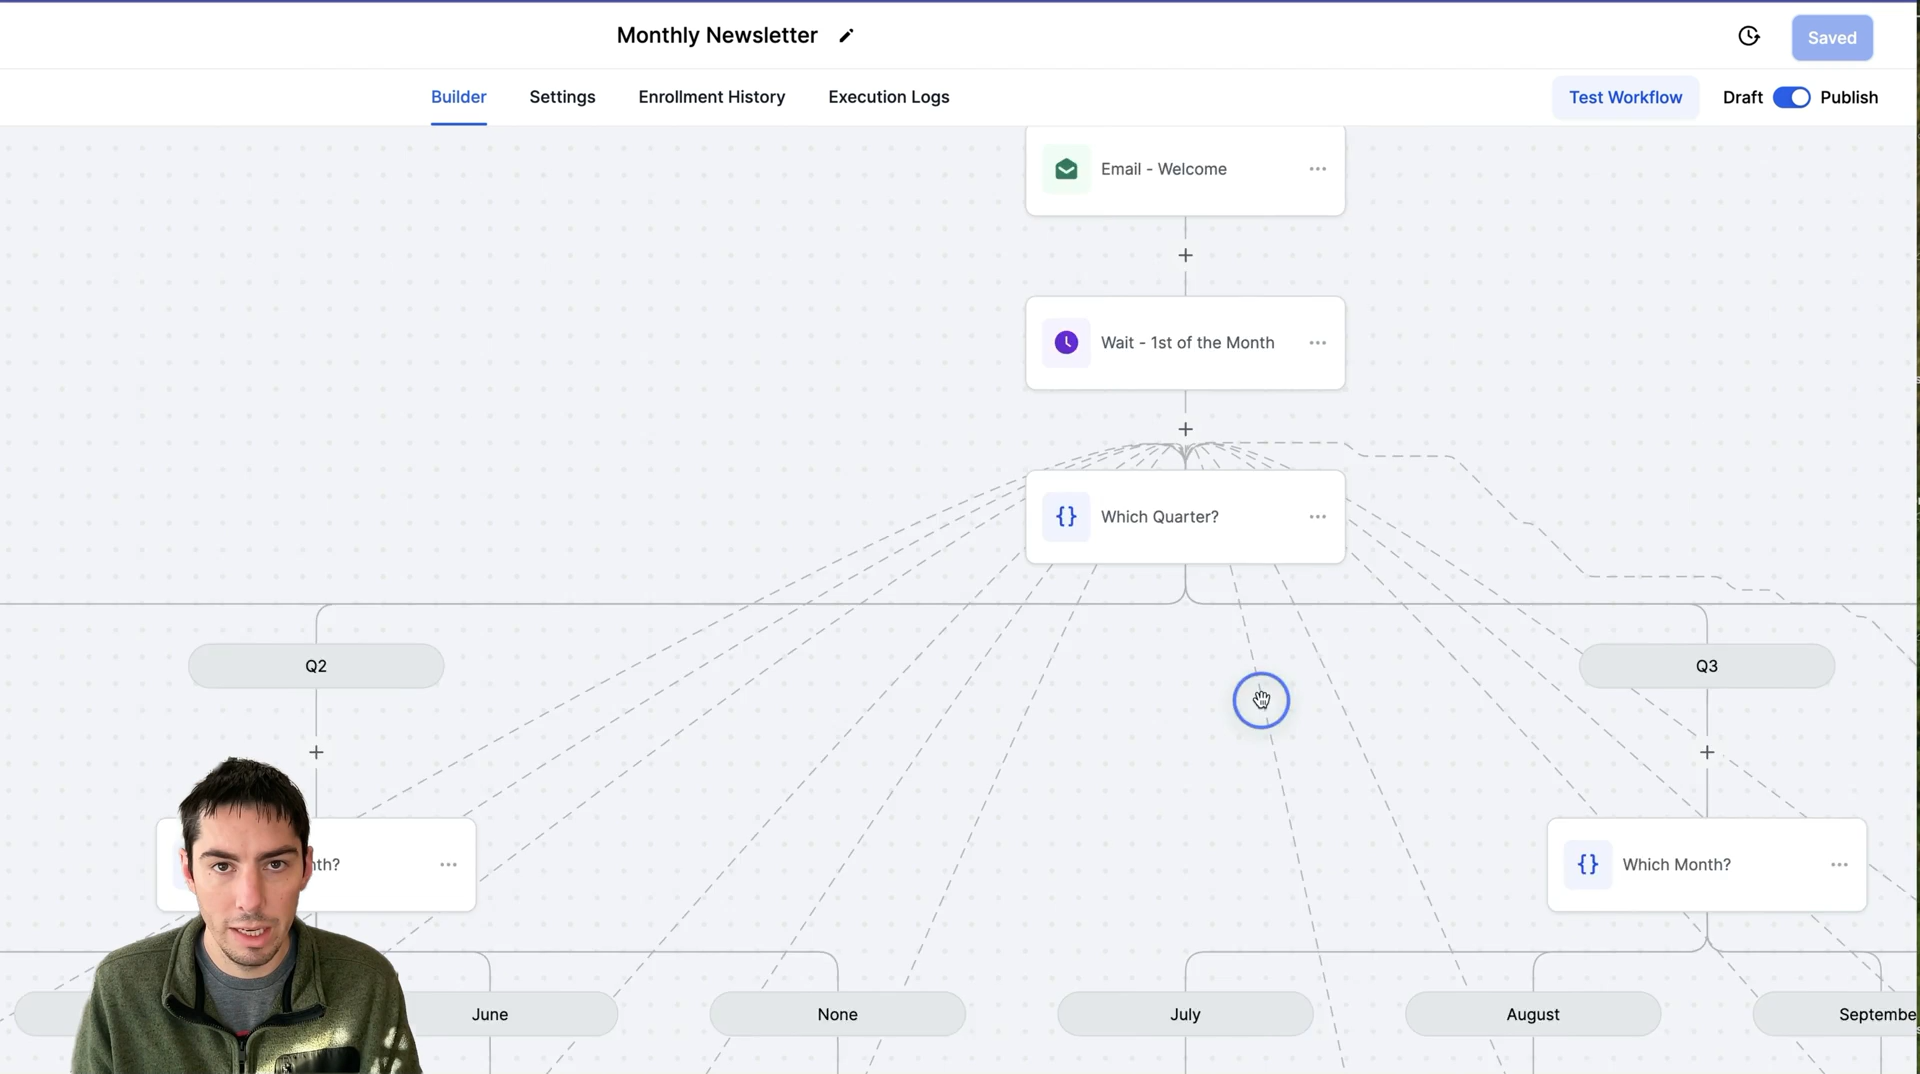 Monthly Newsletter
Saved
Builder
Settings
Enrollment History
Execution Logs
Test Workflow
Draft
Publish
Email - Welcome
Wait - 1st of the Month
Which Quarter?
Q2
Q3
nth?
Which Month?
June
None
July
August
Septembe